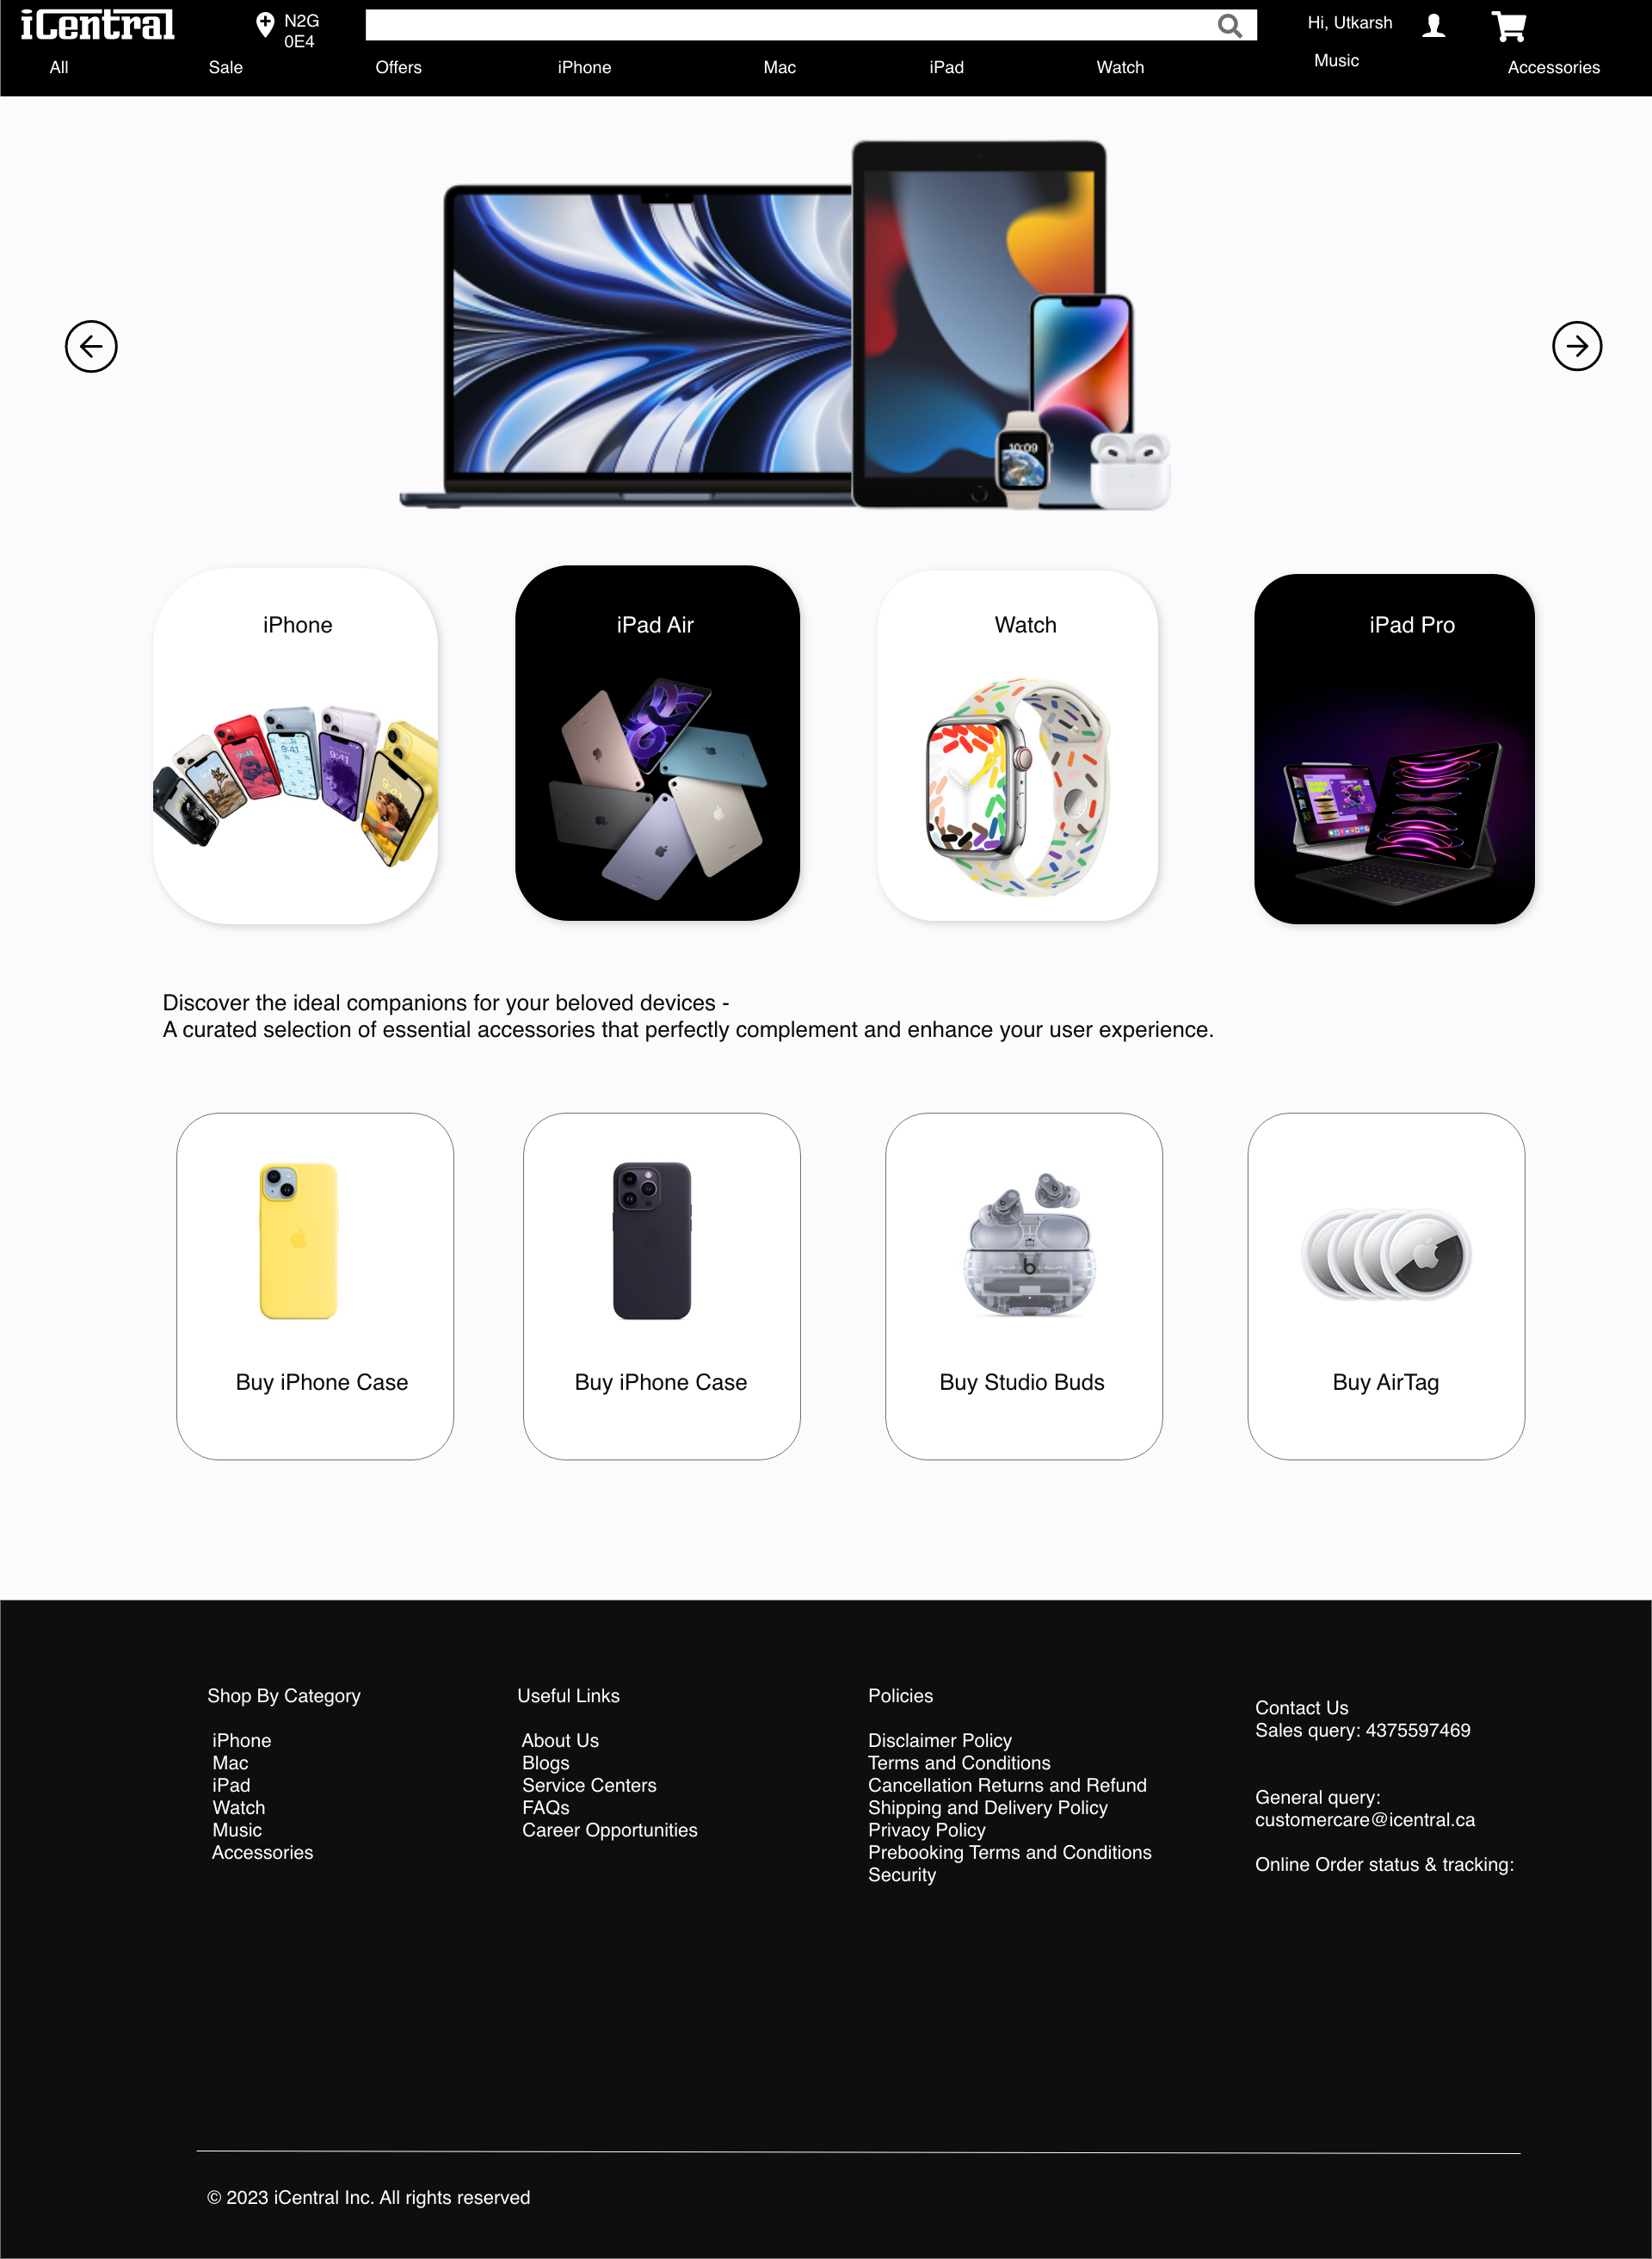 iCentral
N2G
0E4
Hi, Utkarsh
All
Sale
Offers
iPhone
Mac
iPad
Watch
Music
Accessories
10:09
iPhone
iPad Air
Watch
iPad Pro
9:41
9:41
9:41
Discover the ideal companions for your beloved devices -
A curated selection of essential accessories that perfectly complement and enhance your user experience.
b
Buy iPhone Case
Buy iPhone Case
Buy Studio Buds
Buy AirTag
Shop By Category
iPhone
Mac
iPad
Watch
Music
Accessories
Useful Links
About Us
Blogs
Service Centers
FAQs
Career Opportunities
Policies
Disclaimer Policy
Terms and Conditions
Cancellation Returns and Refund
Shipping and Delivery Policy
Privacy Policy
Prebooking Terms and Conditions
Security
Contact Us
Sales query: 4375597469
General query:
customercare@icentral.ca
Online Order status & tracking:
© 2023 iCentral Inc. All rights reserved